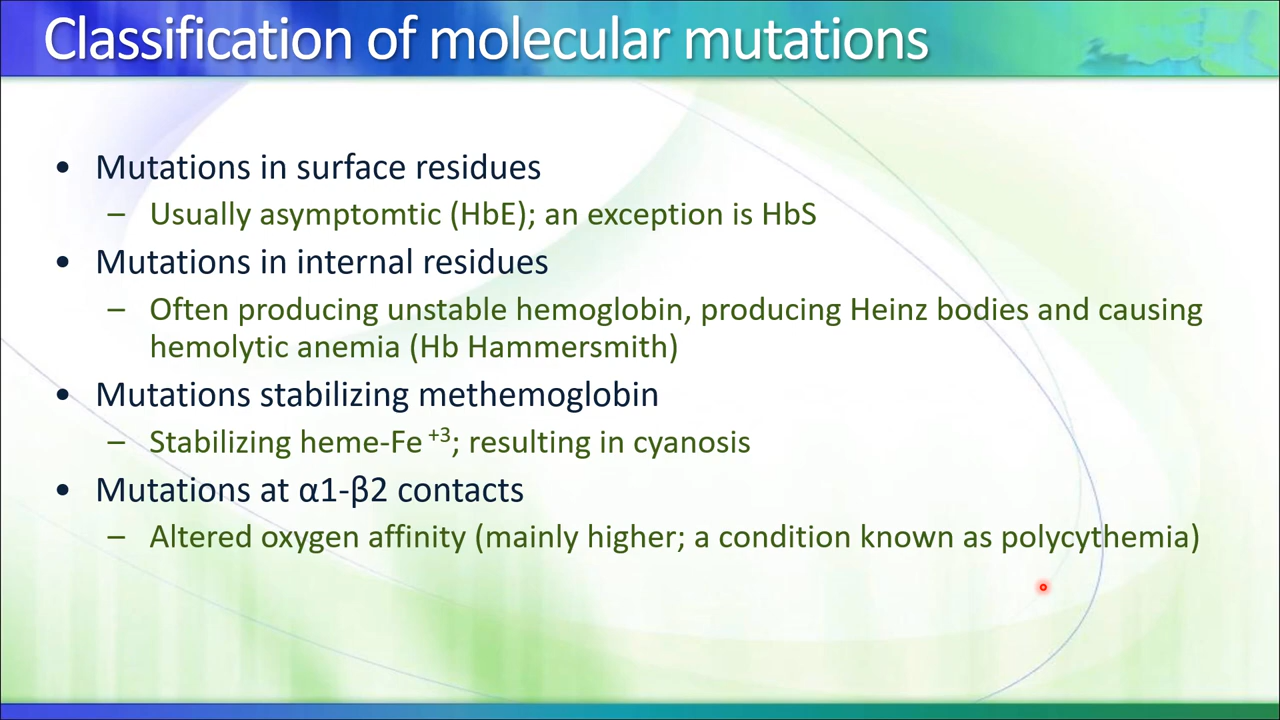 Classification of molecular mutations
• Mutations in surface residues
– Usually asymptomtic (HbE); an exception is HbS
• Mutations in internal residues
– Often producing unstable hemoglobin, producing Heinz bodies and causing
hemolytic anemia (Hb Hammersmith)
• Mutations stabilizing methemoglobin
– Stabilizing heme-Fe +3; resulting in cyanosis
• Mutations at α1-β2 contacts
– Altered oxygen affinity (mainly higher; a condition known as polycythemia)